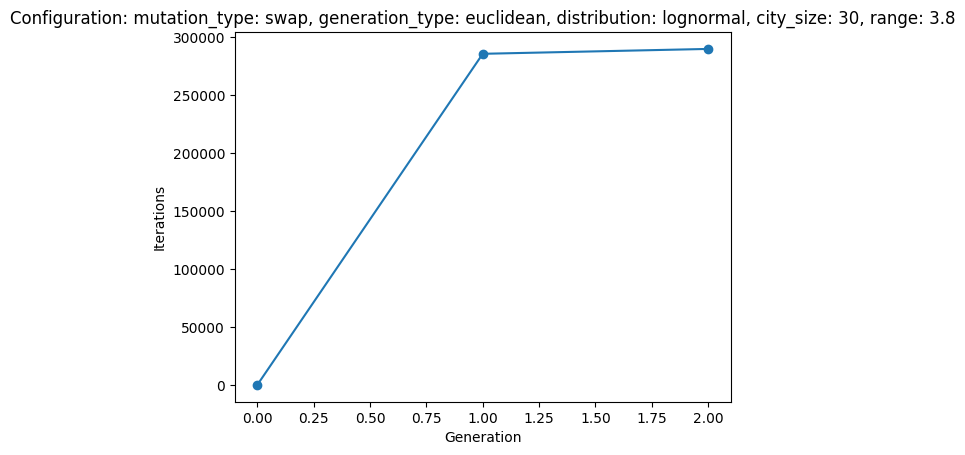 Configuration: mutation_type: swap, generation_type: euclidean, distribution: lognormal, city_size: 30, range: 3.8
300000
250000
200000
150000
100000
50000
0
Iterations
0.00 0.25 0.50 0.75 1.00 1.25 1.50 1.75 2.00
Generation